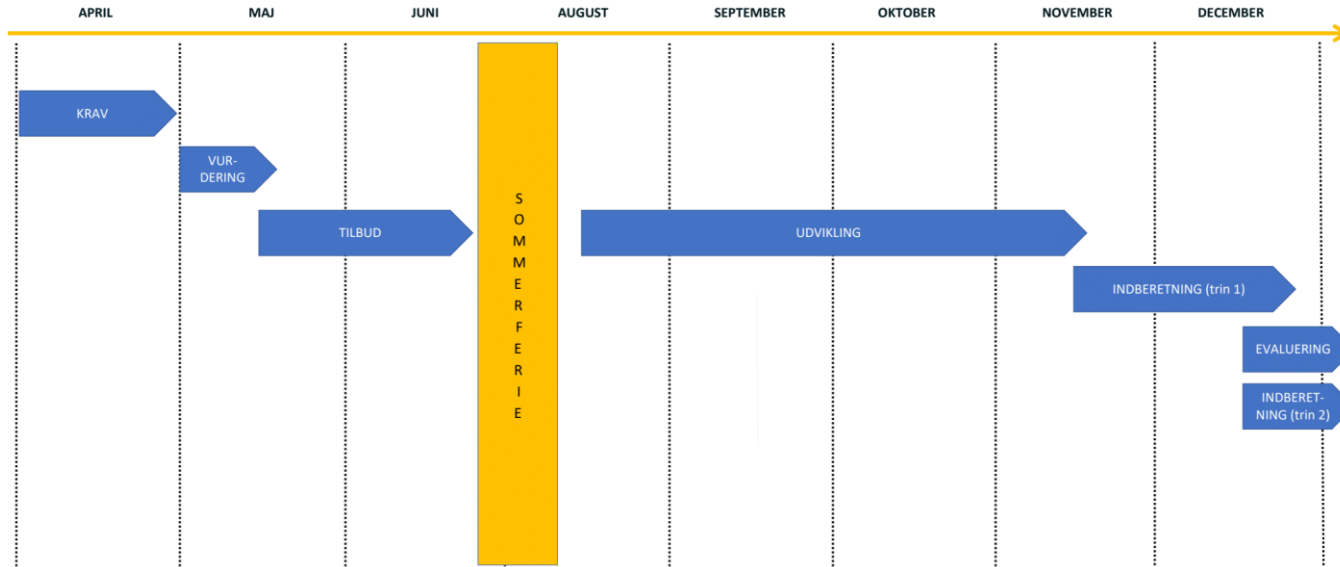 APRIL MAJ JUNI AUGUST SEPTEMBER OKTOBER NOVEMBER DECEMBER
KRAV
VUR-
DERING
TILBUD
S
O
M
M
E
R
F
E
R
I
E
UDVIKLING
INDBERETNING (trin 1)
EVALUERING
INDBERET-
NING (trin 2)